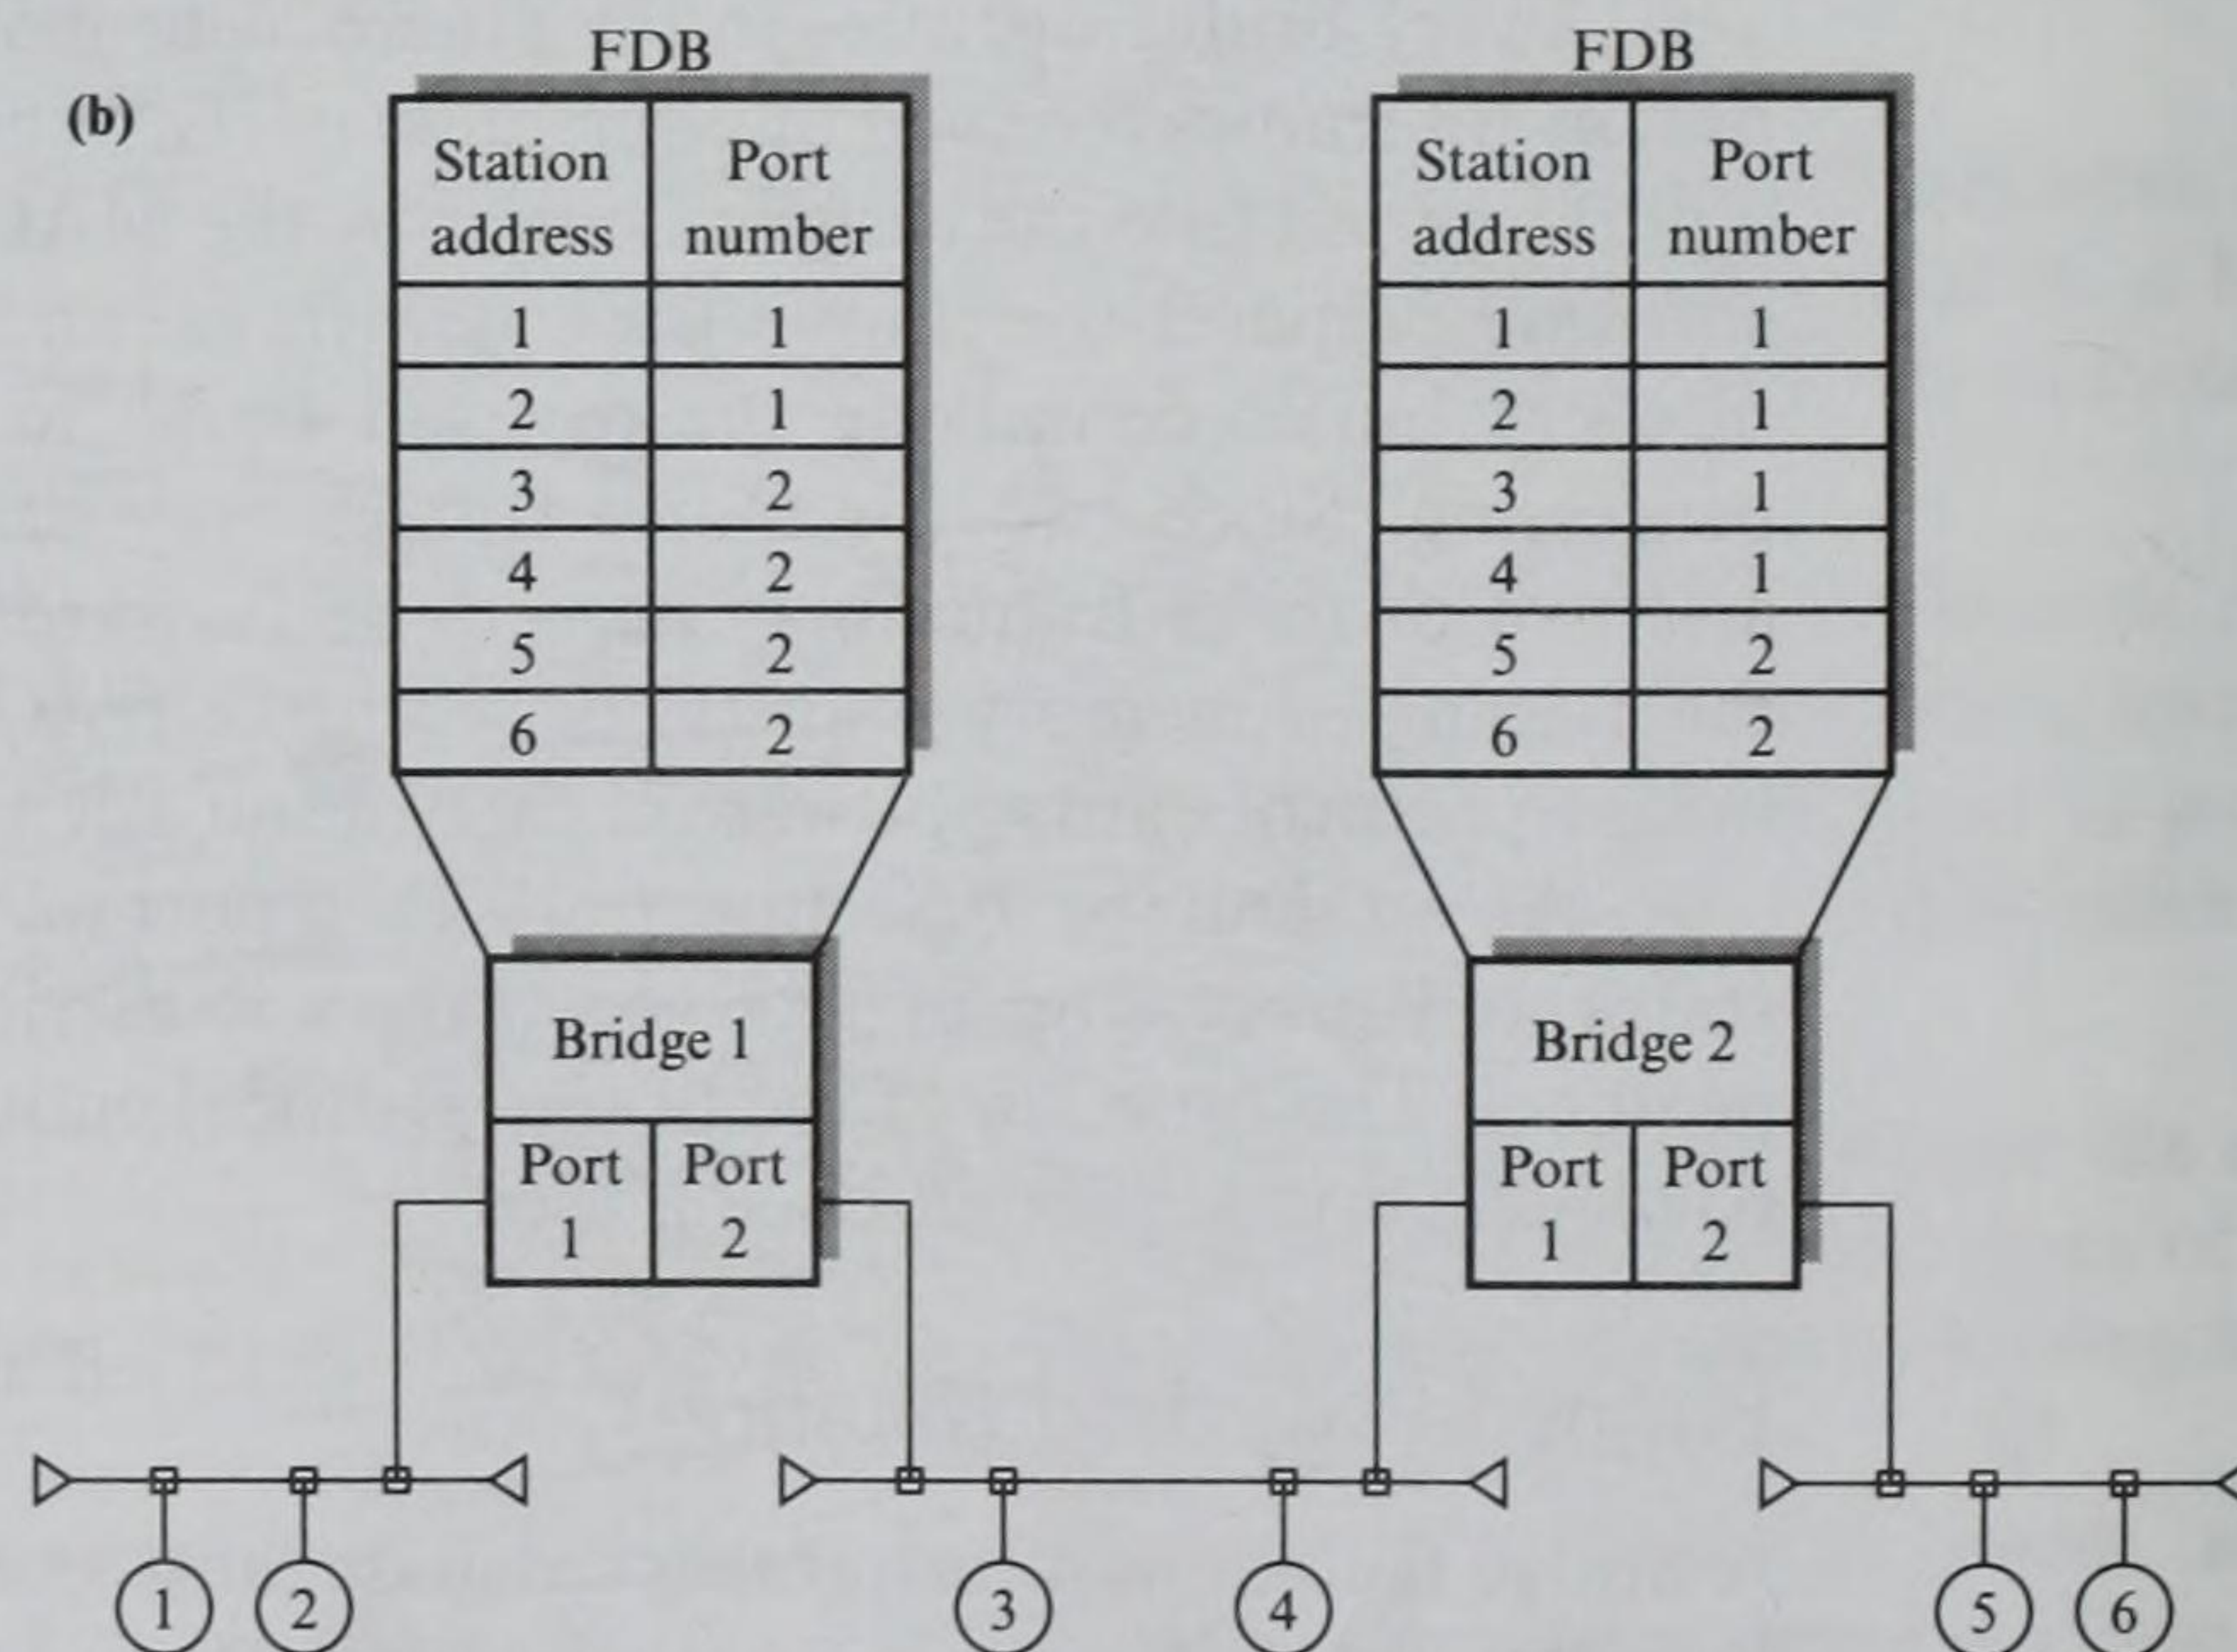 (b)
FDB
Station address Port number
1 1
2 1
3 2
4 2
5 2
6 2
Bridge 1
Port 1 Port 2
FDB
Station address Port number
1 1
2 1
3 1
4 1
5 2
6 2
Bridge 2
Port 1 Port 2
1 2 3 4 5 6